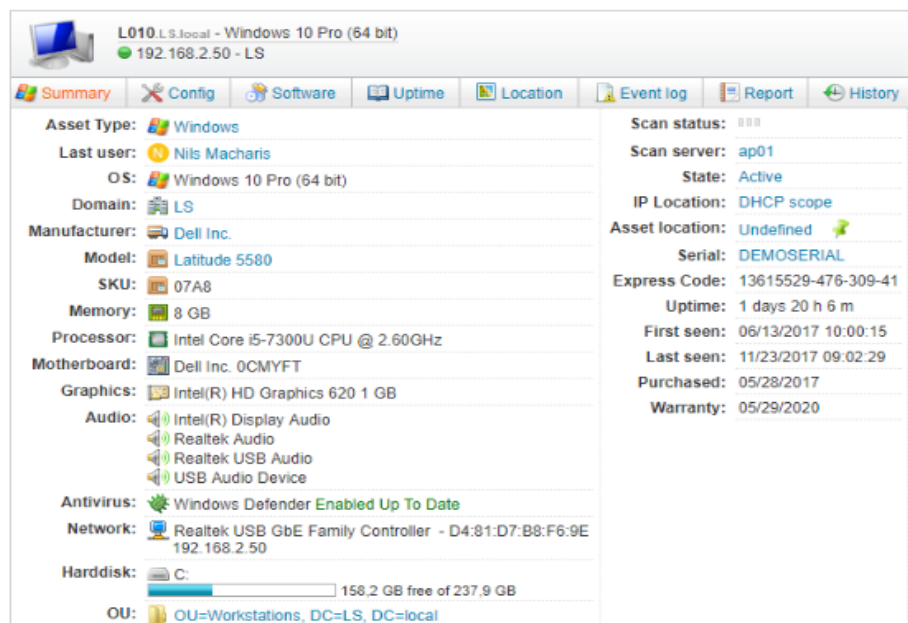 L010.LS.local - Windows 10 Pro (64 bit)
192.168.2.50 - LS
Summary Config Software Uptime Location Event log Report History
Asset Type: Windows
Last user: N Nils Macharis
OS: Windows 10 Pro (64 bit)
Domain: LS
Manufacturer: Dell Inc.
Model: Latitude 5580
SKU: 07A8
Memory: 8 GB
Processor: Intel Core i5-7300U CPU @ 2.60GHz
Motherboard: Dell Inc. 0CMYFT
Graphics: Intel(R) HD Graphics 620 1 GB
Audio: Intel(R) Display Audio
Realtek Audio
Realtek USB Audio
USB Audio Device
Antivirus: Windows Defender Enabled Up To Date
Network: Realtek USB GbE Family Controller - D4:81:D7:B8:F6:9E
192.168.2.50
Harddisk: C:
158,2 GB free of 237,9 GB
OU: OU=Workstations, DC=LS, DC=local
Scan status:
Scan server: ap01
State: Active
IP Location: DHCP scope
Asset location: Undefined
Serial: DEMOSERIAL
Express Code: 13615529-476-309-41
Uptime: 1 days 20 h 6 m
First seen: 06/13/2017 10:00:15
Last seen: 11/23/2017 09:02:29
Purchased: 05/28/2017
Warranty: 05/29/2020